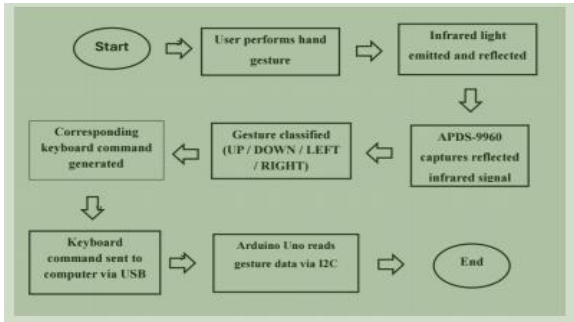 Start
User performs hand
gesture
Infrared light
emitted and reflected
APDS-9960
captures reflected
infrared signal
Gesture classified
(UP / DOWN / LEFT
/ RIGHT)
Corresponding
keyboard command
generated
Keyboard
command sent to
computer via USB
Arduino Uno reads
gesture data via I2C
End